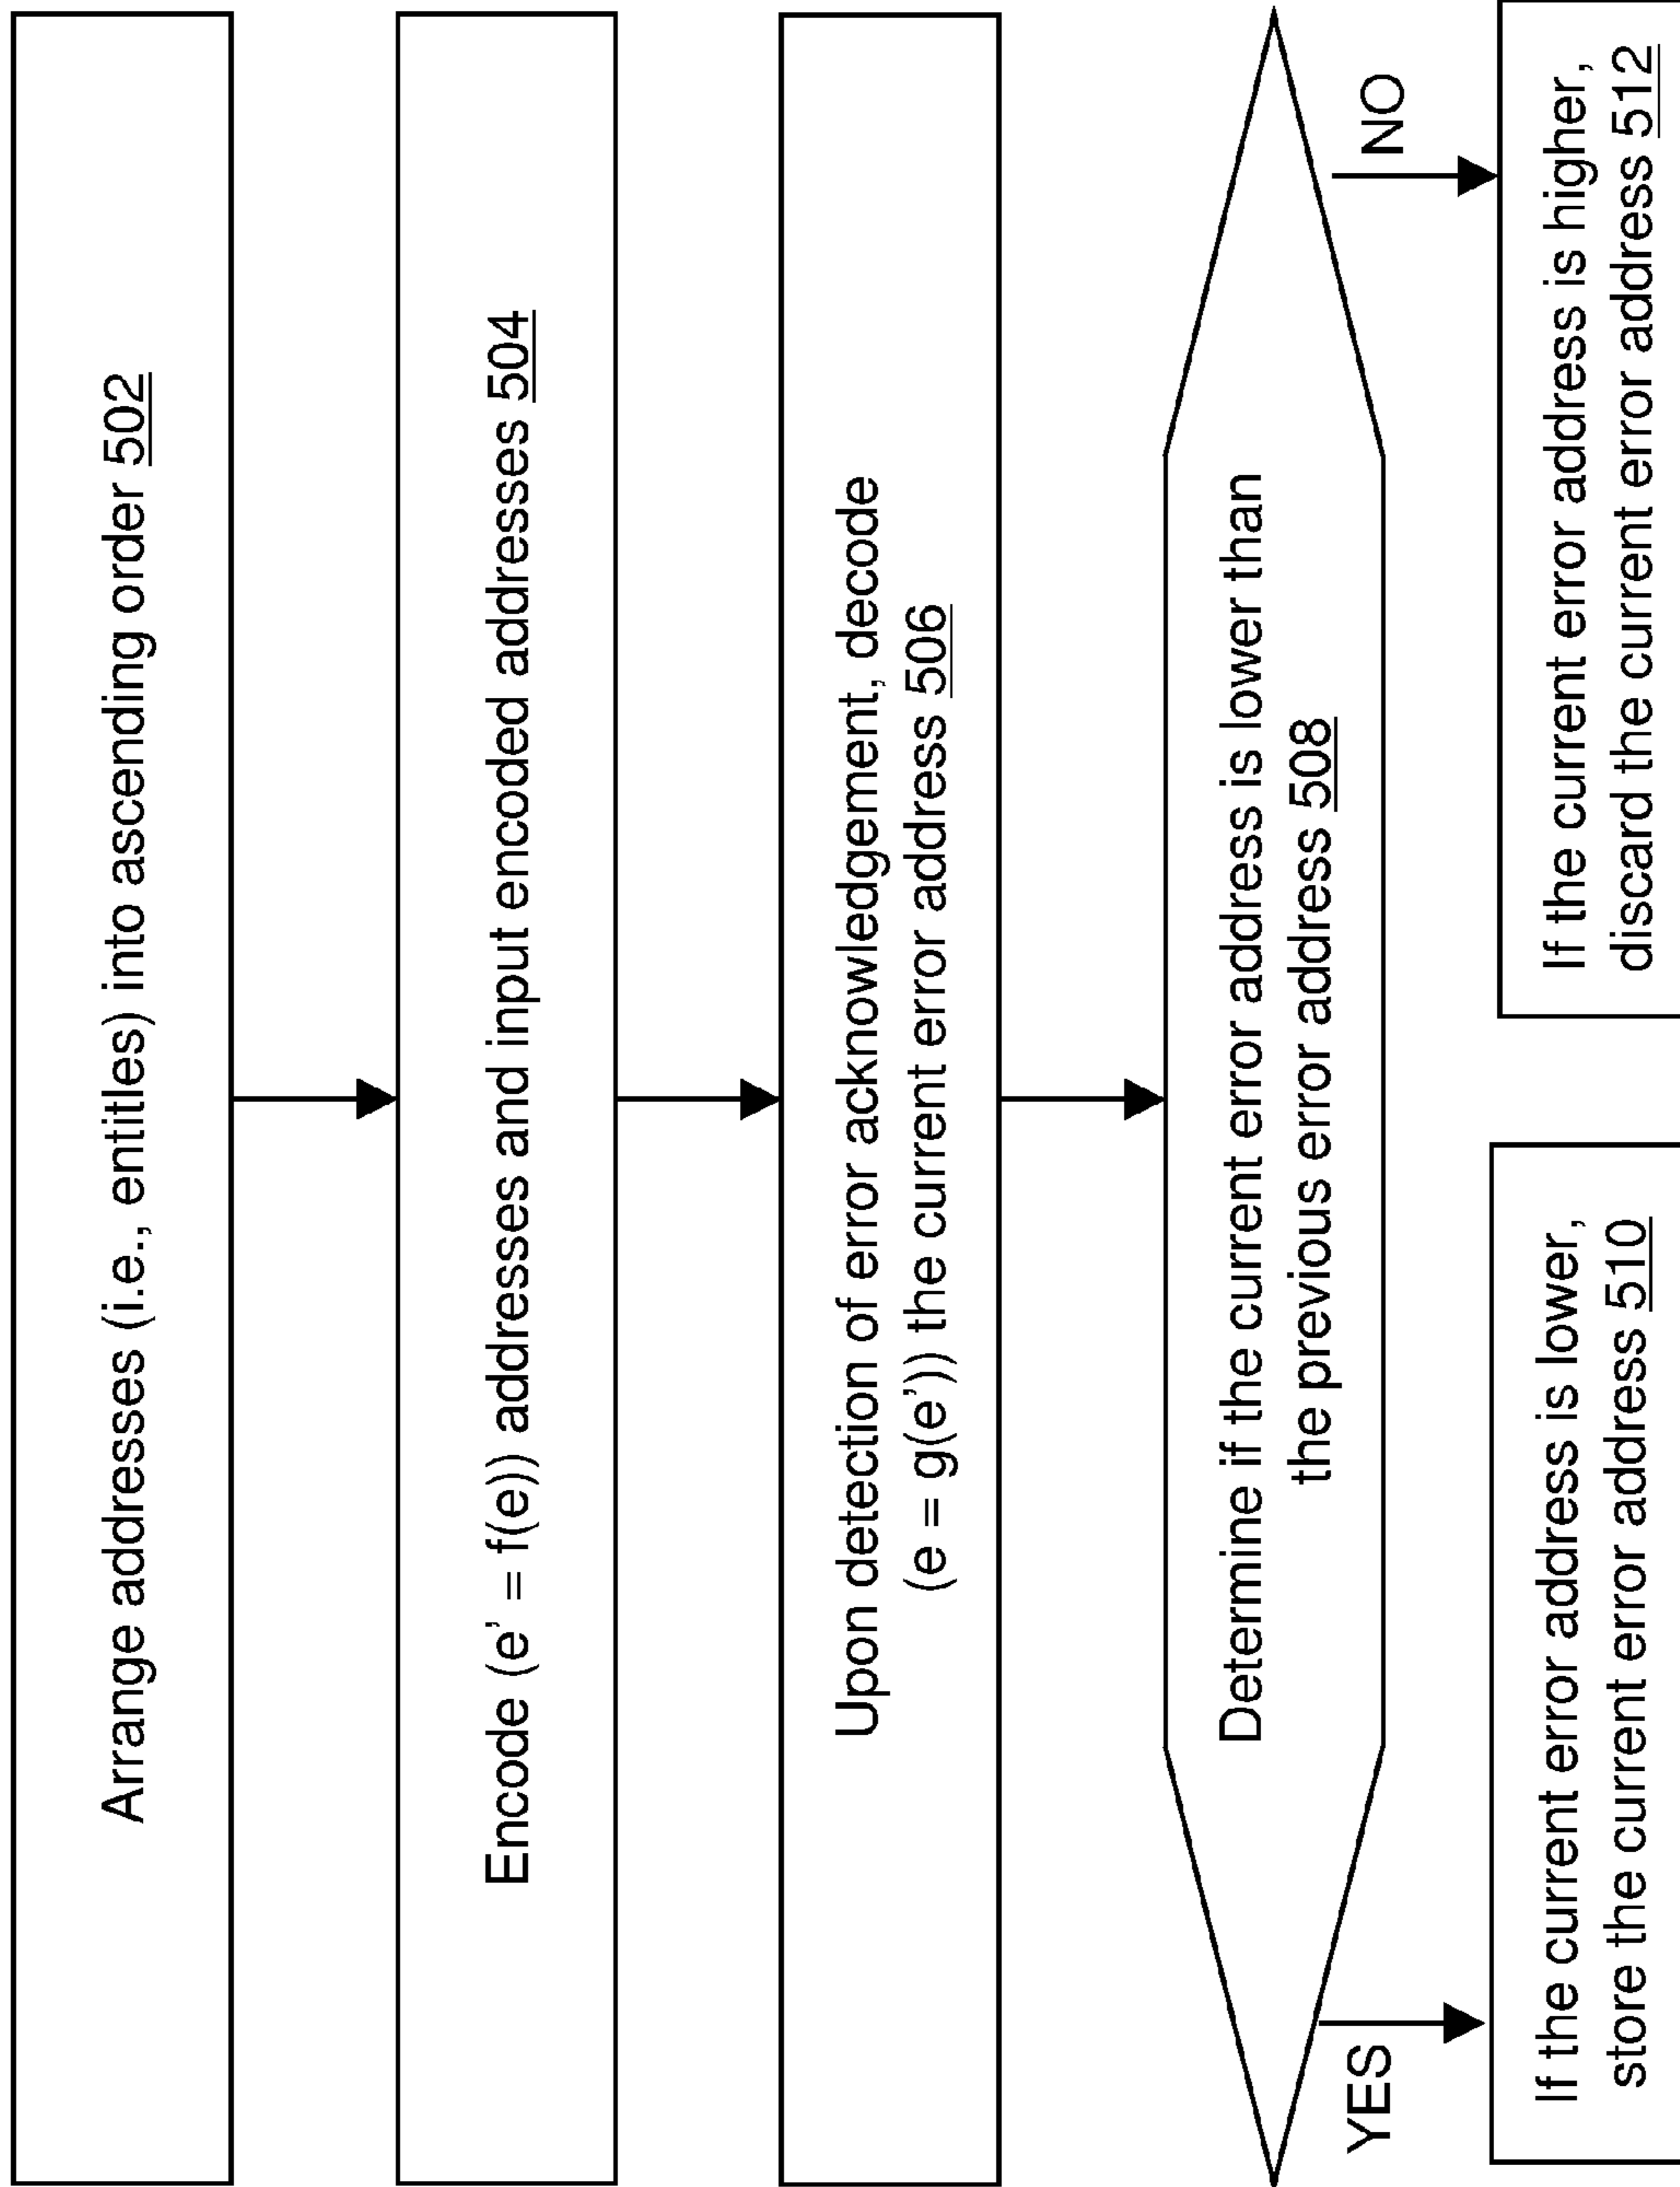 Arrange addresses (i.e., entitles) into ascending order 502
Encode (e' = f(e)) addresses and input encoded addresses 504
Upon detection of error acknowledgement, decode
(e = g(e')) the current error address 506
Determine if the current error address is lower than
the previous error address 508
YES
NO
If the current error address is lower,
store the current error address 510
If the current error address is higher,
discard the current error address 512